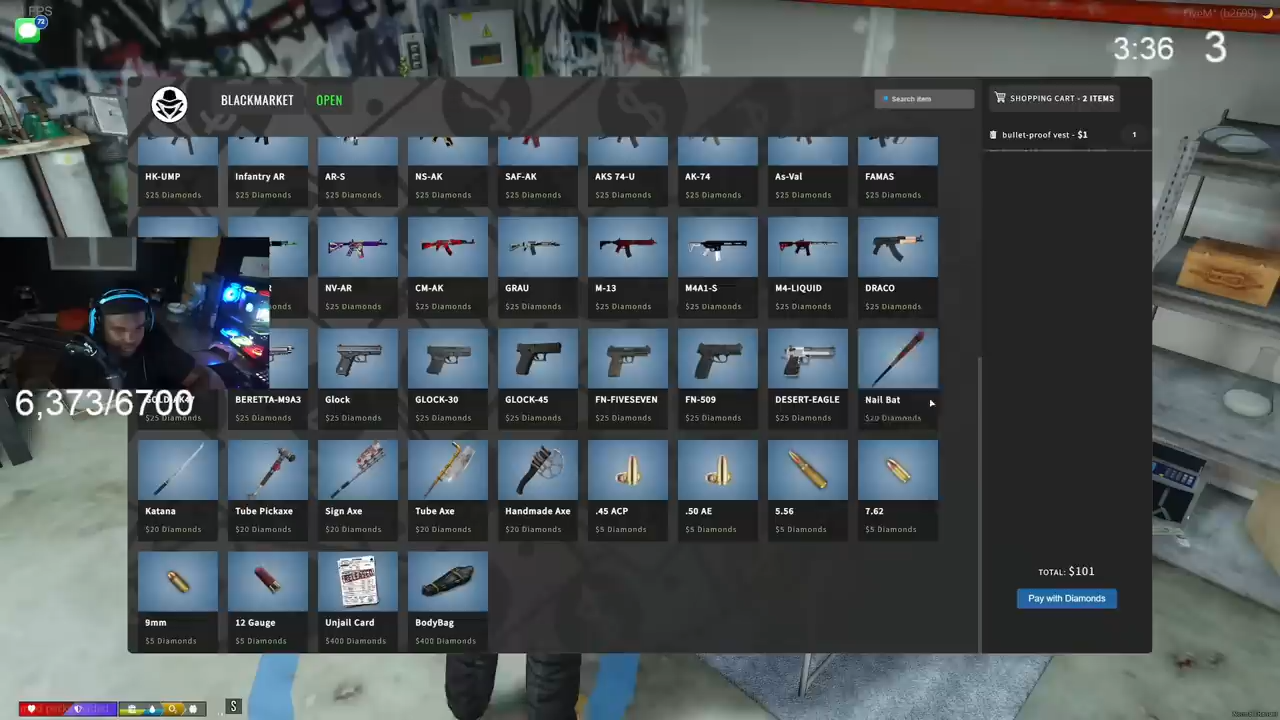 FPS
72
FiveM® (b2699)
3:36 3
BLACKMARKET OPEN
Search item
SHOPPING CART - 2 ITEMS
bullet-proof vest - $1 1
HK-UMP Infantry AR AR-S NS-AK SAF-AK AKS 74-U AK-74 As-Val FAMAS
$25 Diamonds $25 Diamonds $25 Diamonds $25 Diamonds $25 Diamonds $25 Diamonds $25 Diamonds $25 Diamonds $25 Diamonds
NV-AR CM-AK GRAU M-13 M4A1-S M4-LIQUID DRACO
$25 Diamonds $25 Diamonds $25 Diamonds $25 Diamonds $25 Diamonds $25 Diamonds $25 Diamonds
6,373/6700
BERETTA-M9A3 Glock GLOCK-30 GLOCK-45 FN-FIVESEVEN FN-509 DESERT-EAGLE Nail Bat
$25 Diamonds $25 Diamonds $25 Diamonds $25 Diamonds $25 Diamonds $25 Diamonds $25 Diamonds $25 Diamonds $20 Diamonds
Katana Tube Pickaxe Sign Axe Tube Axe Handmade Axe .45 ACP .50 AE 5.56 7.62
$20 Diamonds $20 Diamonds $20 Diamonds $20 Diamonds $20 Diamonds $5 Diamonds $5 Diamonds $5 Diamonds $5 Diamonds
9mm 12 Gauge Unjail Card BodyBag
$5 Diamonds $5 Diamonds $400 Diamonds $400 Diamonds
TOTAL: $101
Pay with Diamonds
S